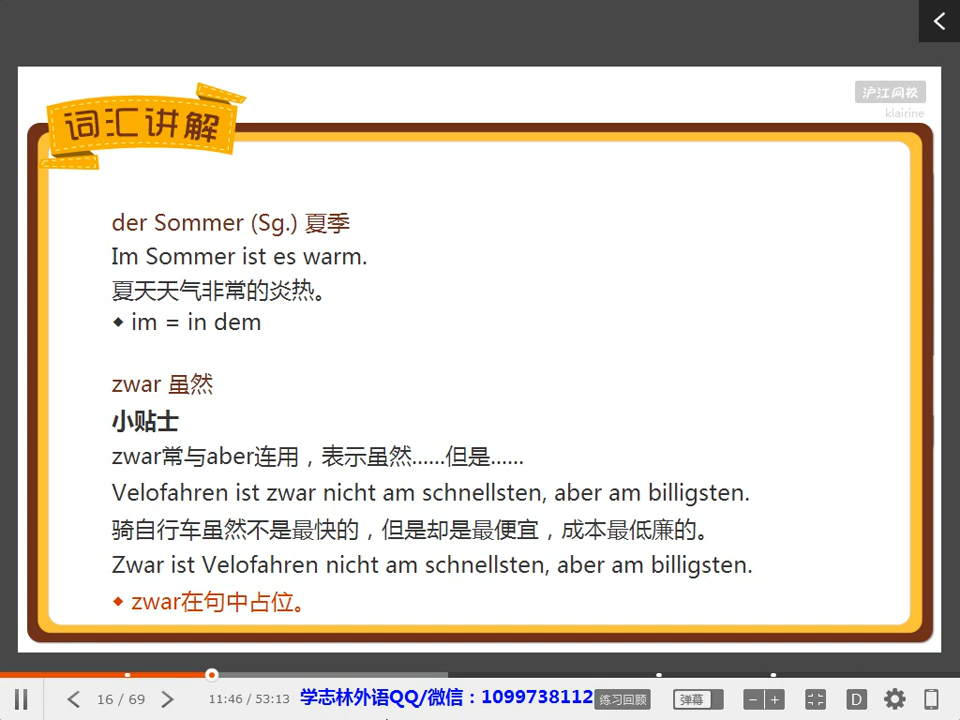 沪江网校
klairine
词汇讲解
der Sommer (Sg.) 夏季
Im Sommer ist es warm.
夏天天气非常的炎热。
◆ im = in dem
zwar 虽然
小贴士
zwar常与aber连用，表示虽然......但是......
Velofahren ist zwar nicht am schnellsten, aber am billigsten.
骑自行车虽然不是最快的，但是却是最便宜，成本最低廉的。
Zwar ist Velofahren nicht am schnellsten, aber am billigsten.
◆ zwar在句中占位。
16 / 69
11:46 / 53:13
学志林外语QQ/微信：1099738112
练习回顾
弹幕
D